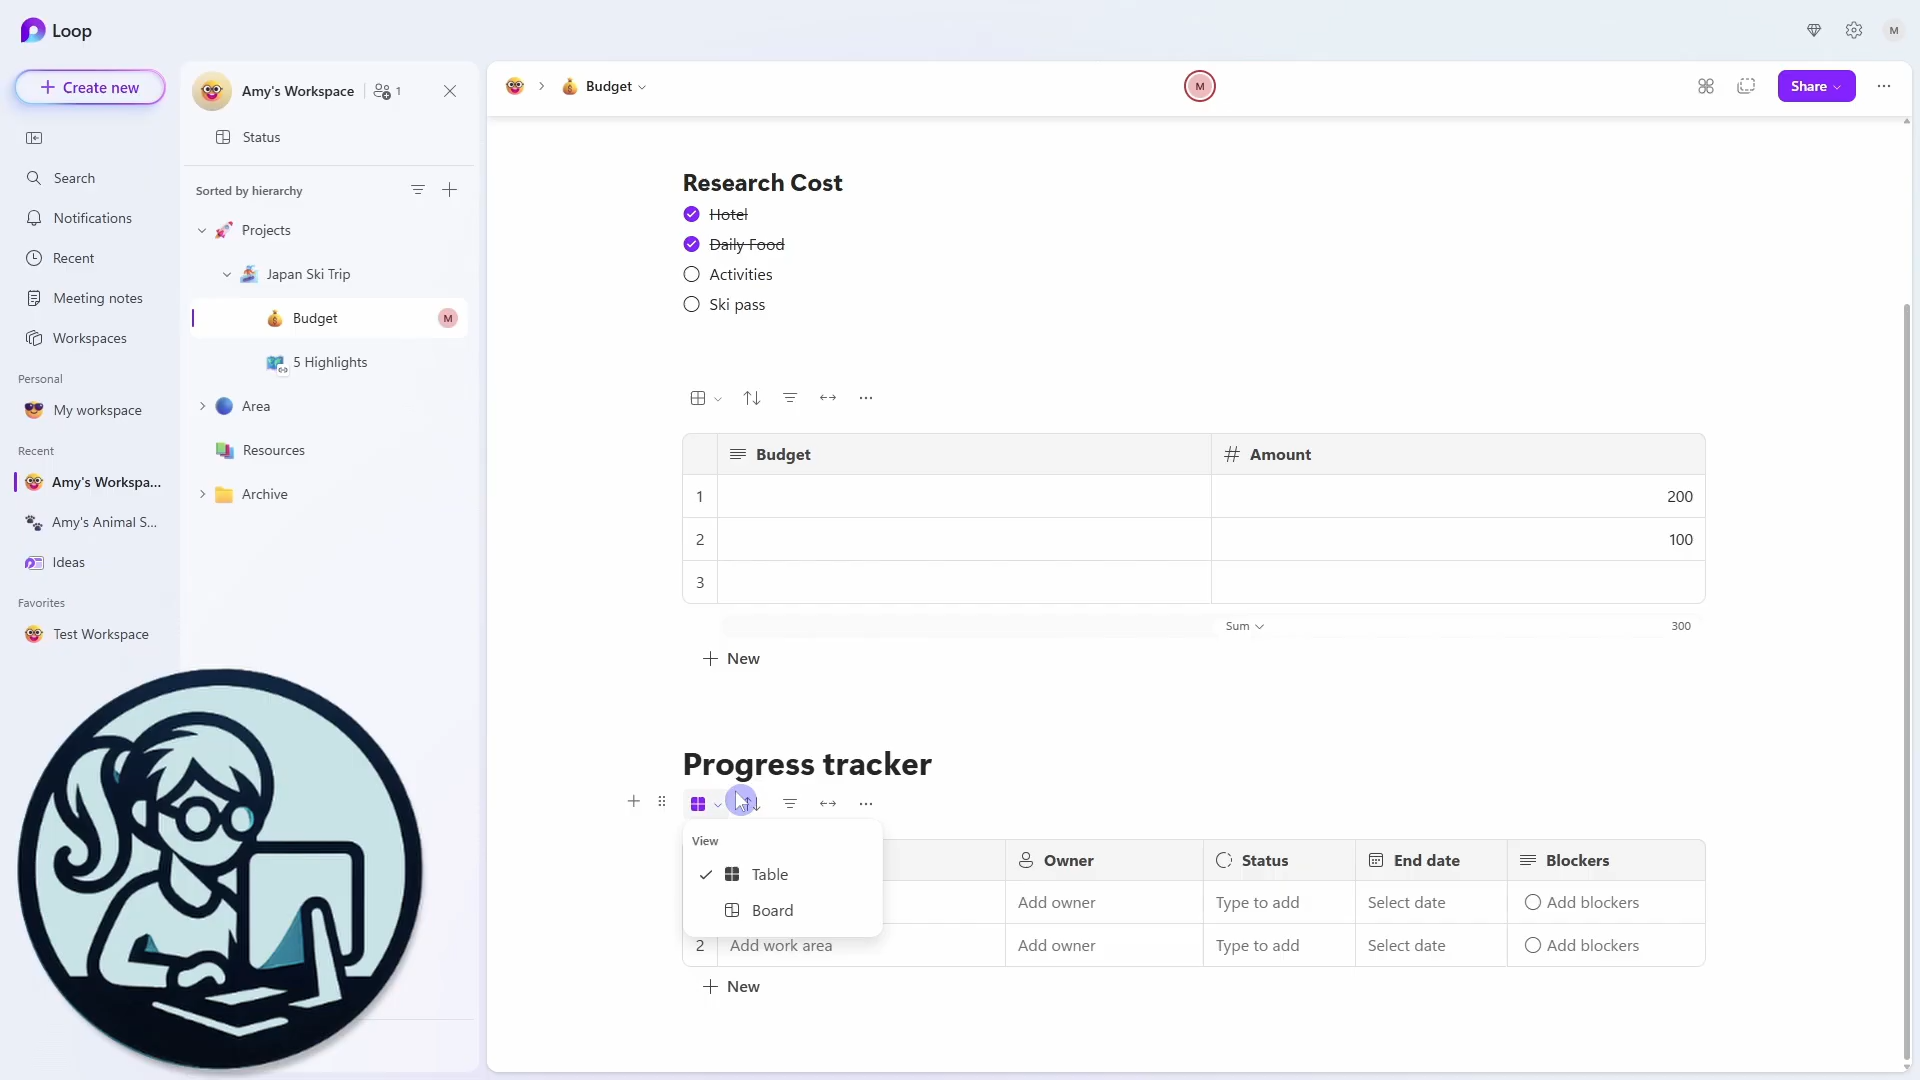 Loop
M
Create new
Search
Notifications
Recent
Meeting notes
Workspaces
Personal
My workspace
Recent
Amy's Workspa...
Amy's Animal S...
Ideas
Favorites
Test Workspace
Amy's Workspace
1
Status
Sorted by hierarchy
Projects
Japan Ski Trip
Budget
M
5 Highlights
Area
Resources
Archive
Budget
M
Share
Research Cost
Hotel
Daily Food
Activities
Ski pass
Budget Amount
1 200
2 100
3
Sum 300
New
Progress tracker
View
Table
Board
Owner Status End date Blockers
Add owner Type to add Select date Add blockers
2 Add work area Add owner Type to add Select date Add blockers
New